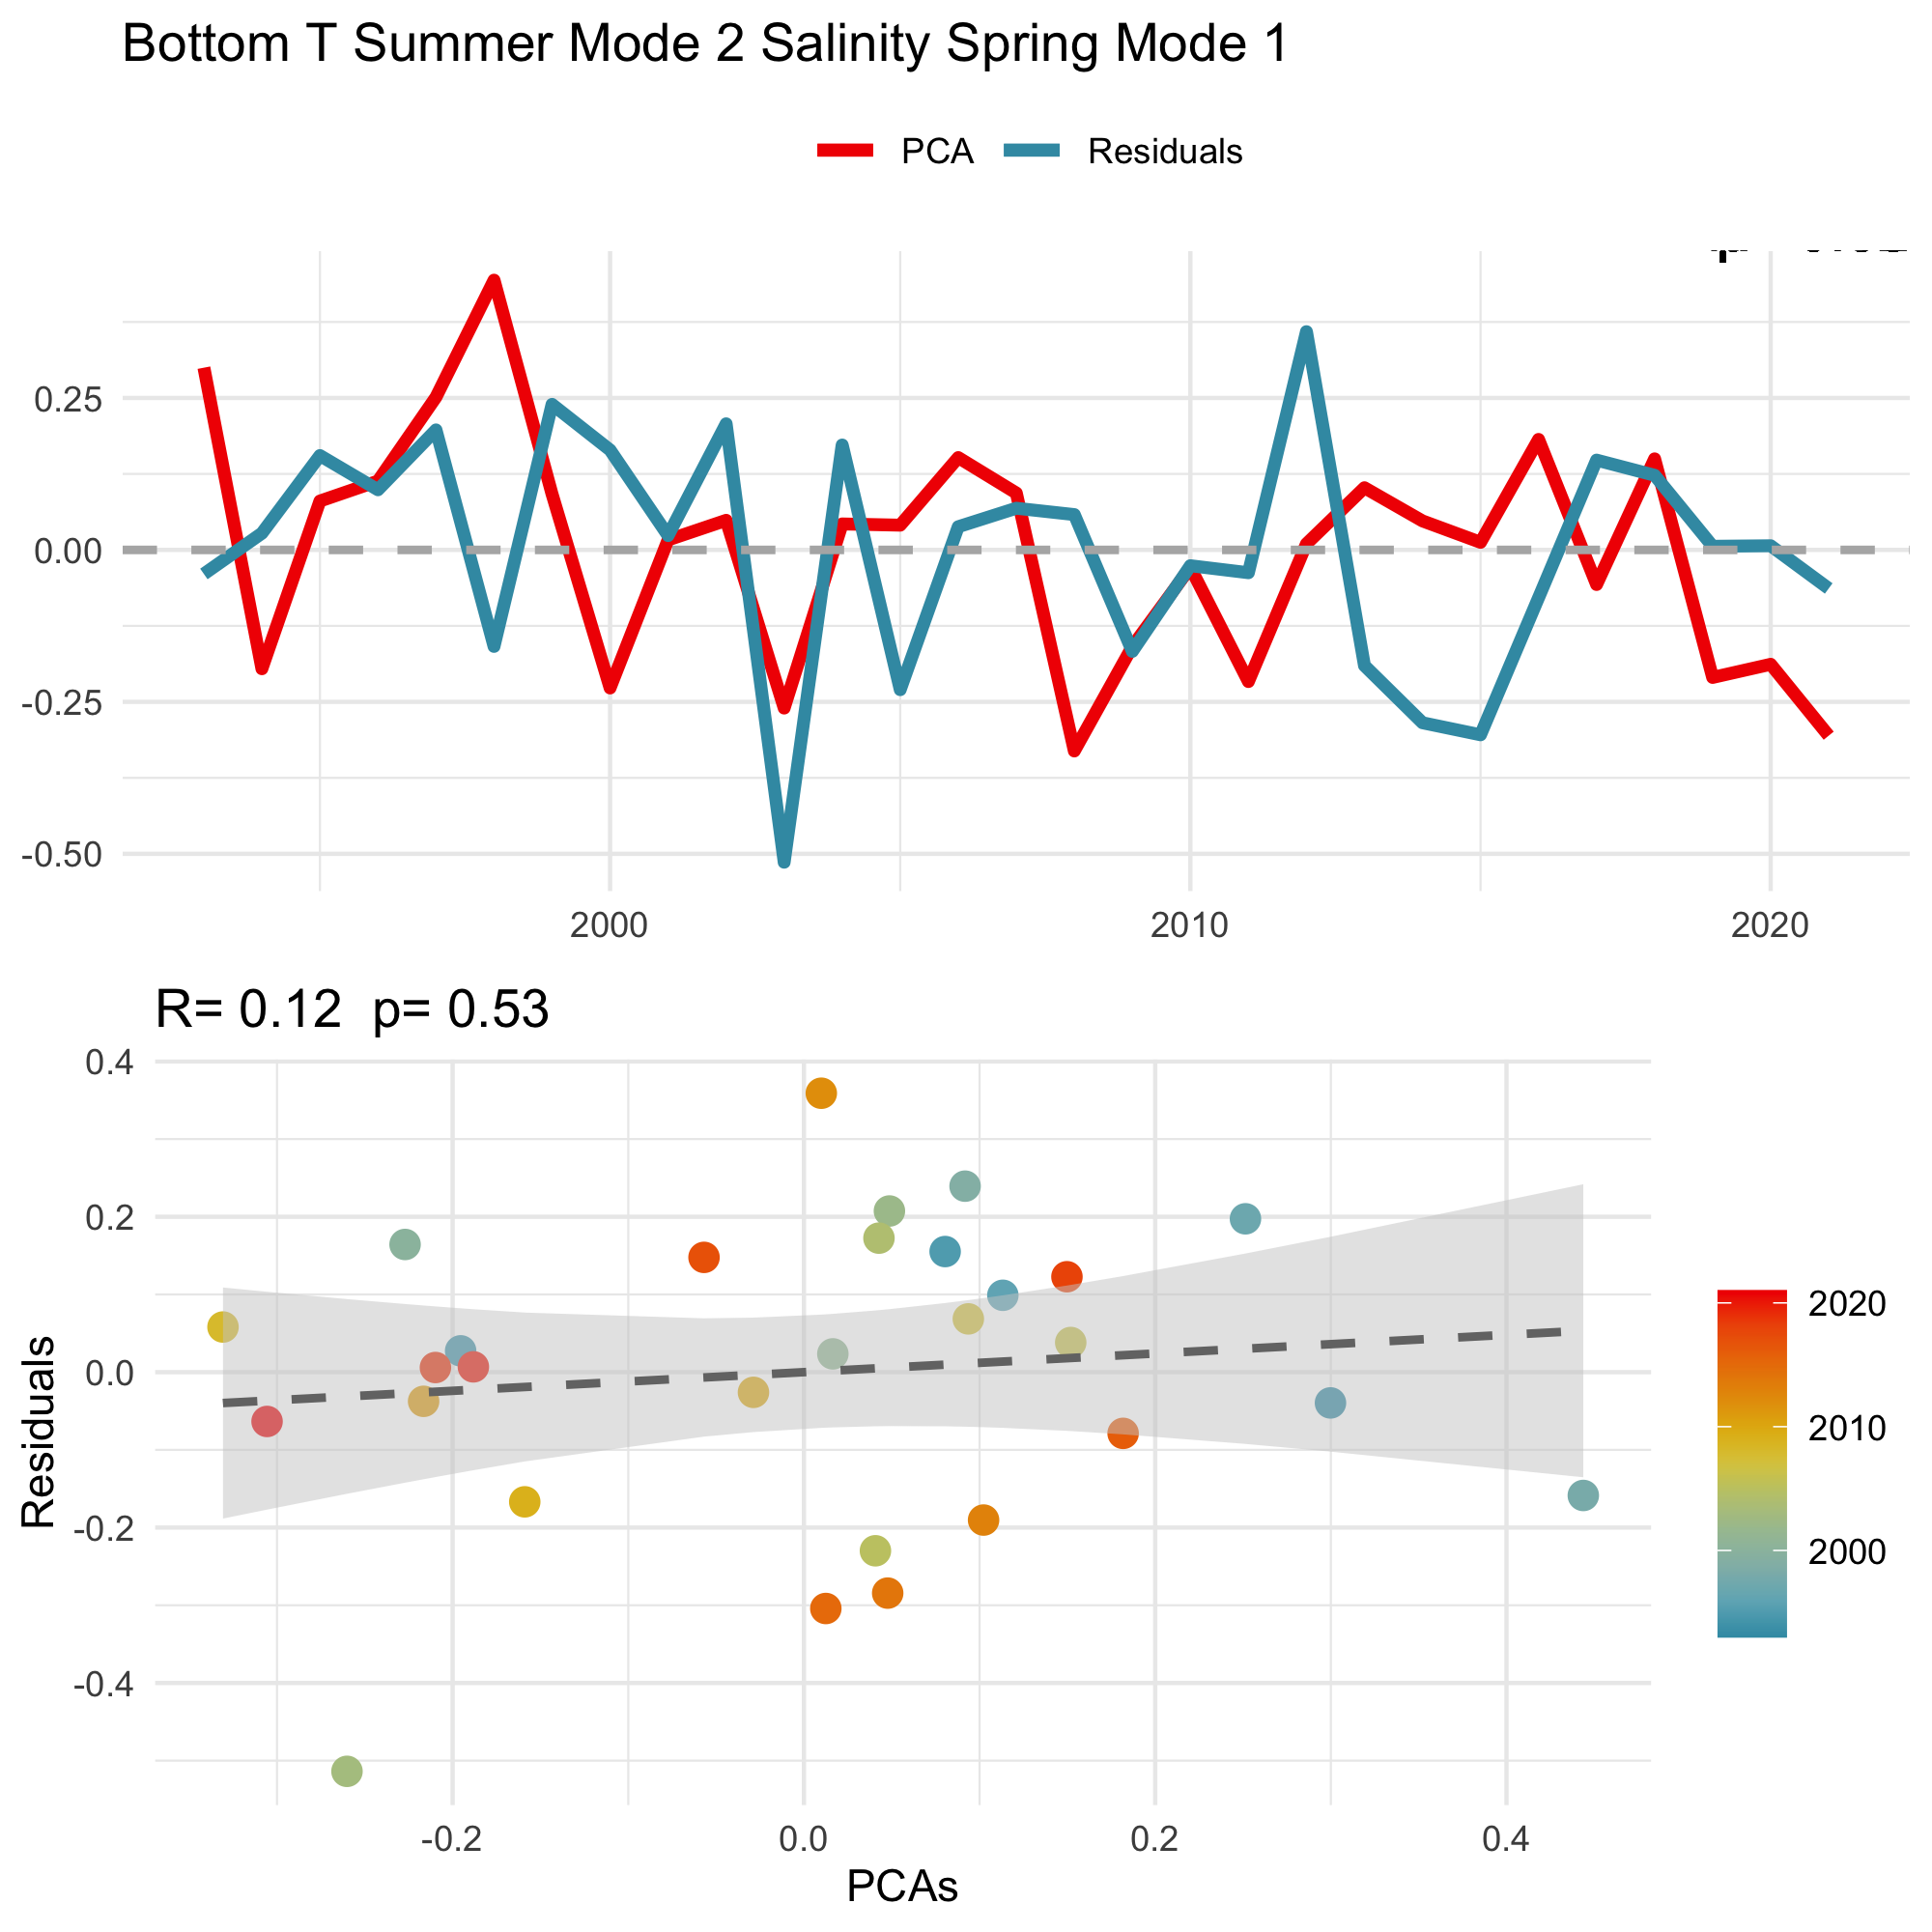 Bottom T Summer Mode 2 Salinity Spring Mode 1
PCA Residuals
0.25
0.00
-0.25
-0.50
2000 2010 2020
R= 0.12 p= 0.53
0.4
0.2
0.0
-0.2
-0.4
Residuals
-0.2 0.0 0.2 0.4
PCAs
2020
2010
2000